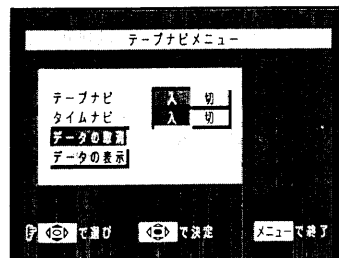 テープナビメニュー
テープナビ 入 切
タイムナビ 入 切
データの取消
データの表示
で選び で決定 メニューで終了